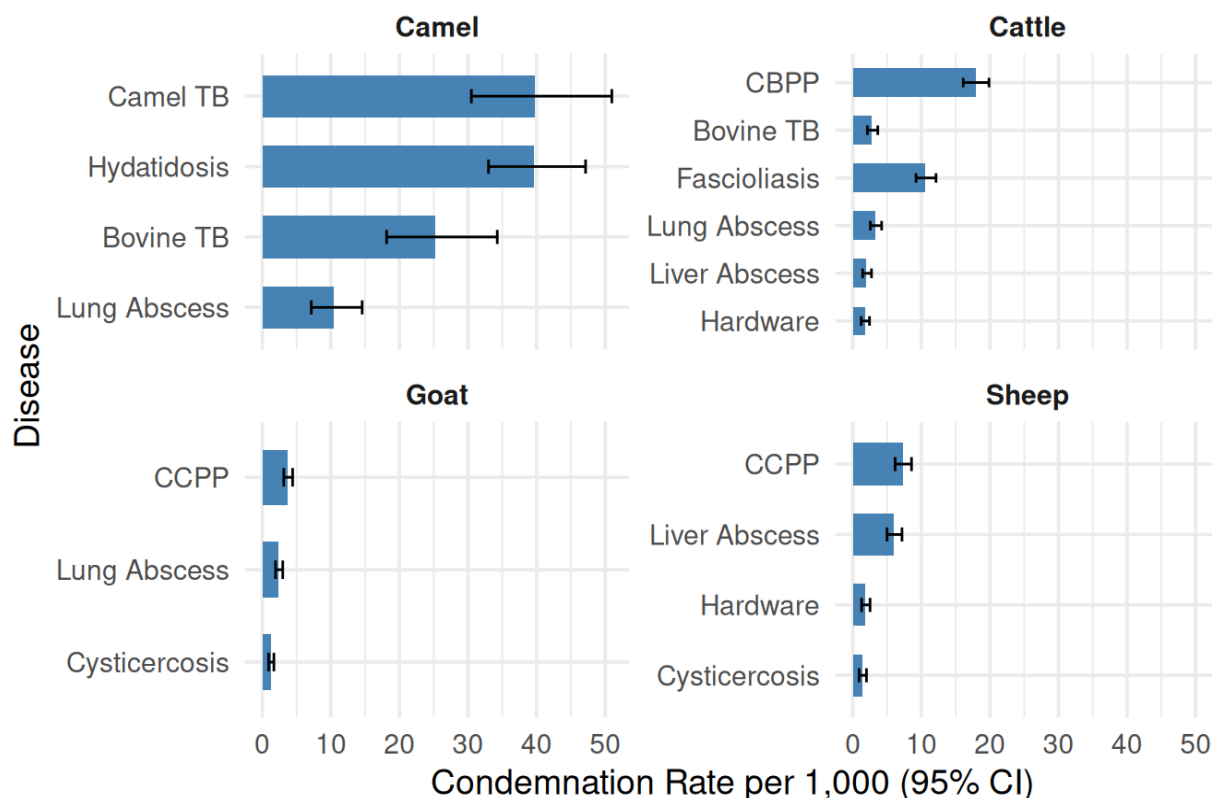 Camel
Camel TB
Hydatidosis
Bovine TB
Lung Abscess
Cattle
CBPP
Bovine TB
Fascioliasis
Lung Abscess
Liver Abscess
Hardware
Disease
Goat
CCPP
Lung Abscess
Cysticercosis
0 10 20 30 40 50
Sheep
CCPP
Liver Abscess
Hardware
Cysticercosis
0 10 20 30 40 50
Condemnation Rate per 1,000 (95% CI)